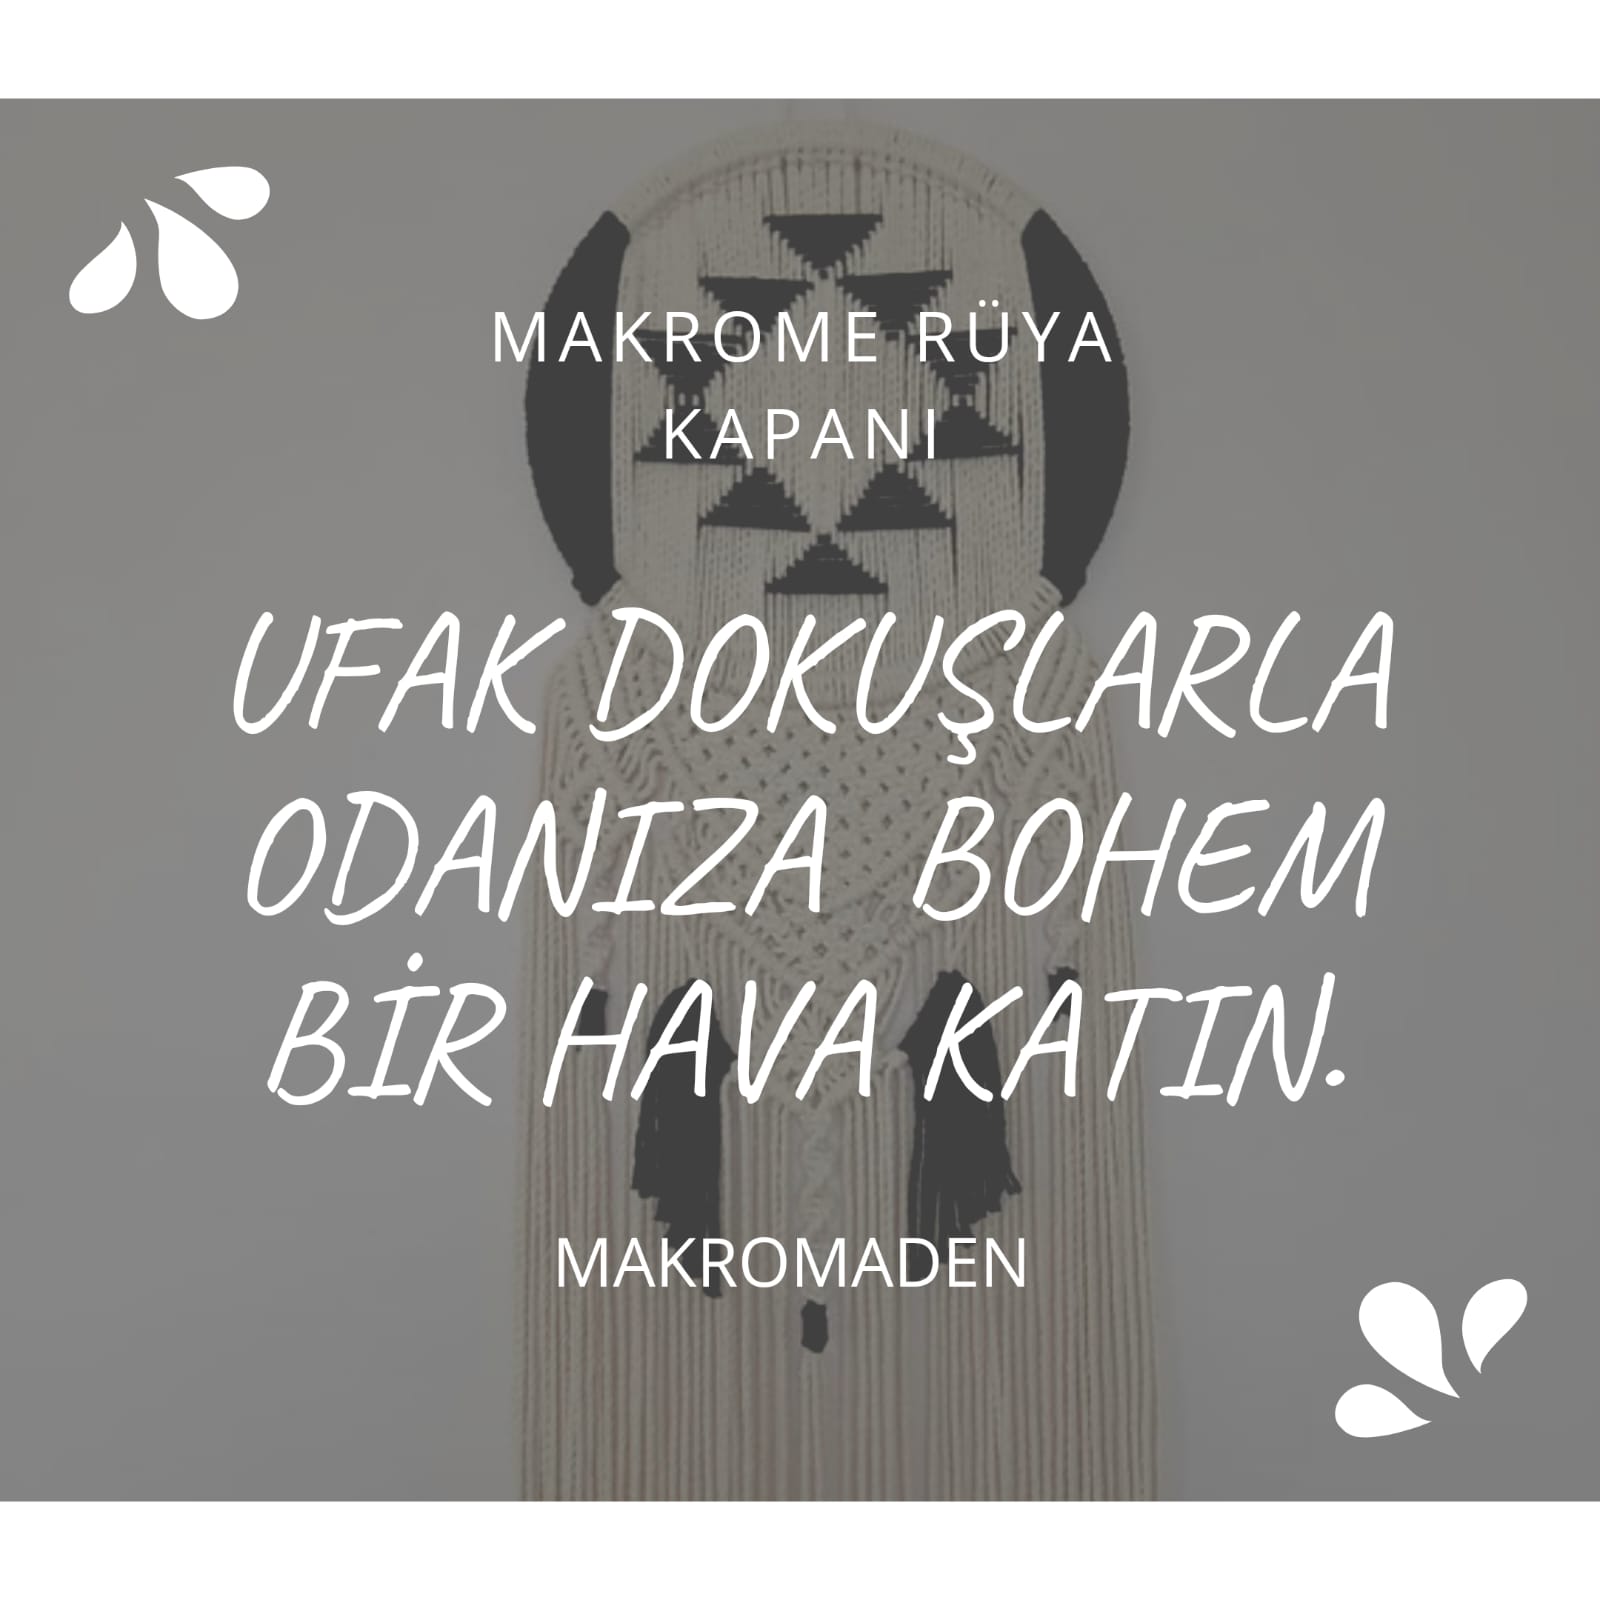 MAKROME RÜYA
KAPANI
UFAK DOKUŞLARLA
ODANIZA BOHEM
BİR HAVA KATIN.
MAKROMADEN